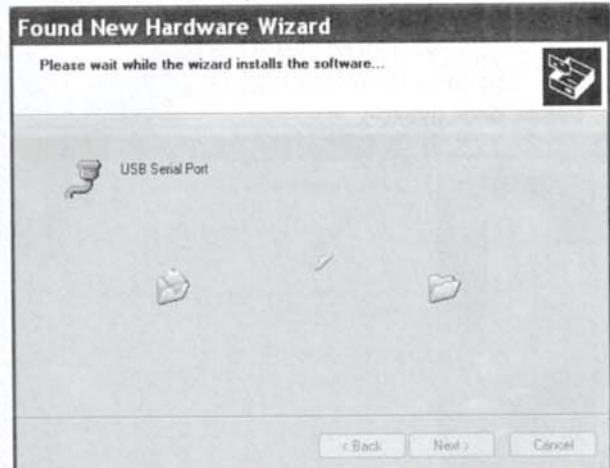 Found New Hardware Wizard
Please wait while the wizard installs the software...
USB Serial Port
< Back
Next >
Cancel